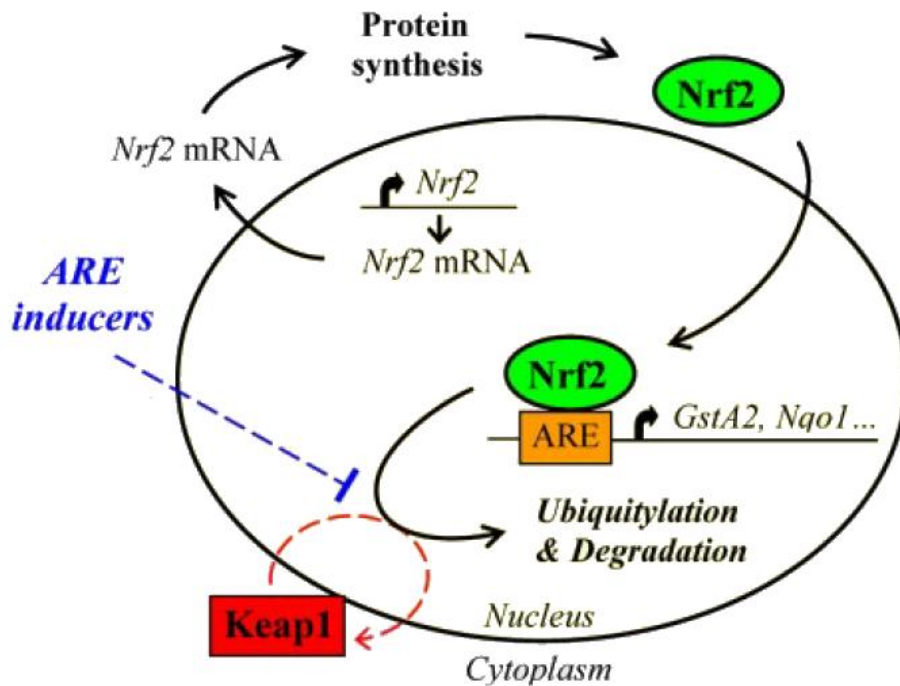 Protein
synthesis
Nrf2
Nrf2 mRNA
Nrf2
Nrf2 mRNA
ARE
inducers
Nrf2
ARE
GstA2, Nqo1...
Ubiquitylation
& Degradation
Keap1
Nucleus
Cytoplasm